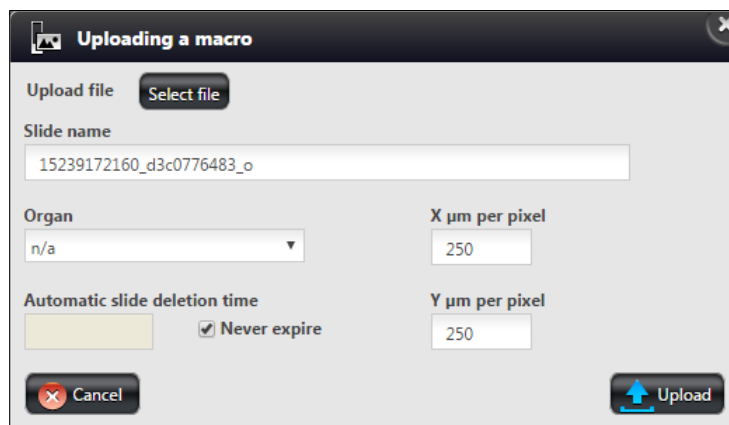 Uploading a macro
Upload file Select file
Slide name
15239172160_d3c0776483_o
Organ X µm per pixel
n/a 250
Automatic slide deletion time Y µm per pixel
Never expire 250
Cancel Upload